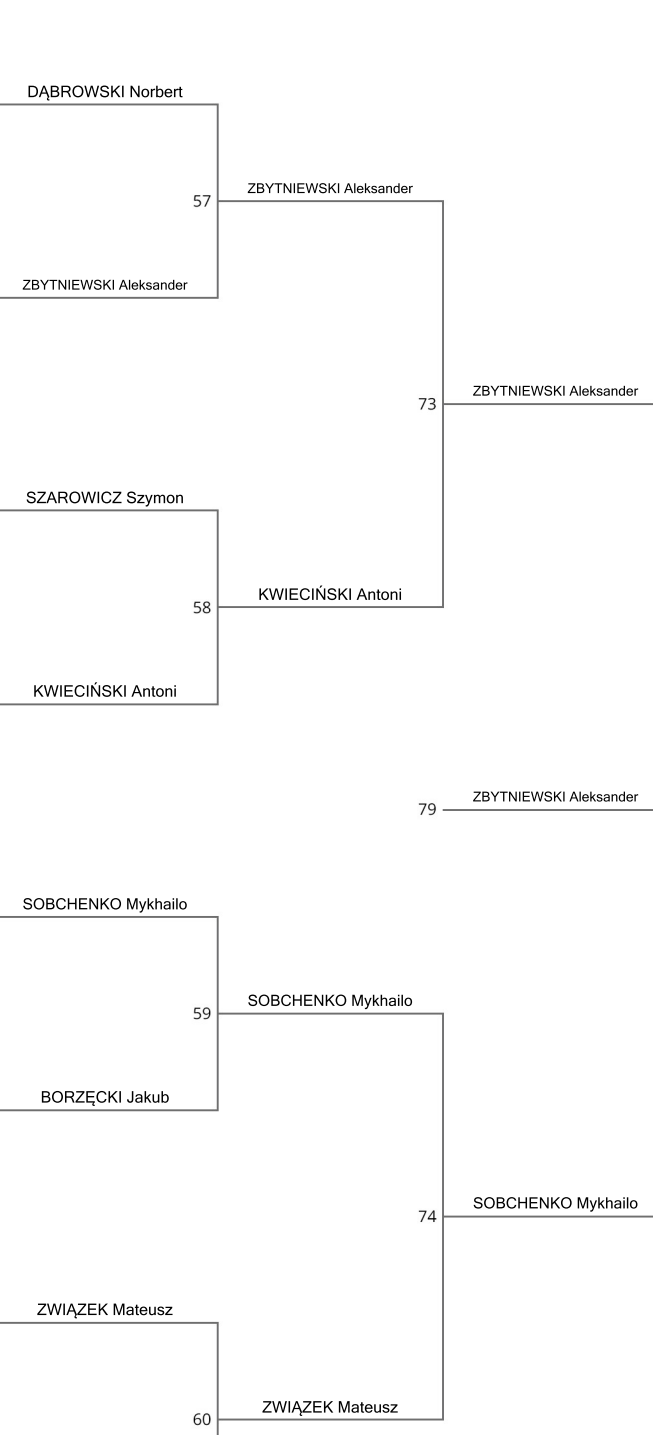 DĄBROWSKI Norbert
ZBYTNIEWSKI Aleksander
57
ZBYTNIEWSKI Aleksander
ZBYTNIEWSKI Aleksander
73
SZAROWICZ Szymon
KWIECIŃSKI Antoni
58
KWIECIŃSKI Antoni
ZBYTNIEWSKI Aleksander
79
SOBCHENKO Mykhailo
SOBCHENKO Mykhailo
59
BORZĘCKI Jakub
SOBCHENKO Mykhailo
74
ZWIĄZEK Mateusz
ZWIĄZEK Mateusz
60